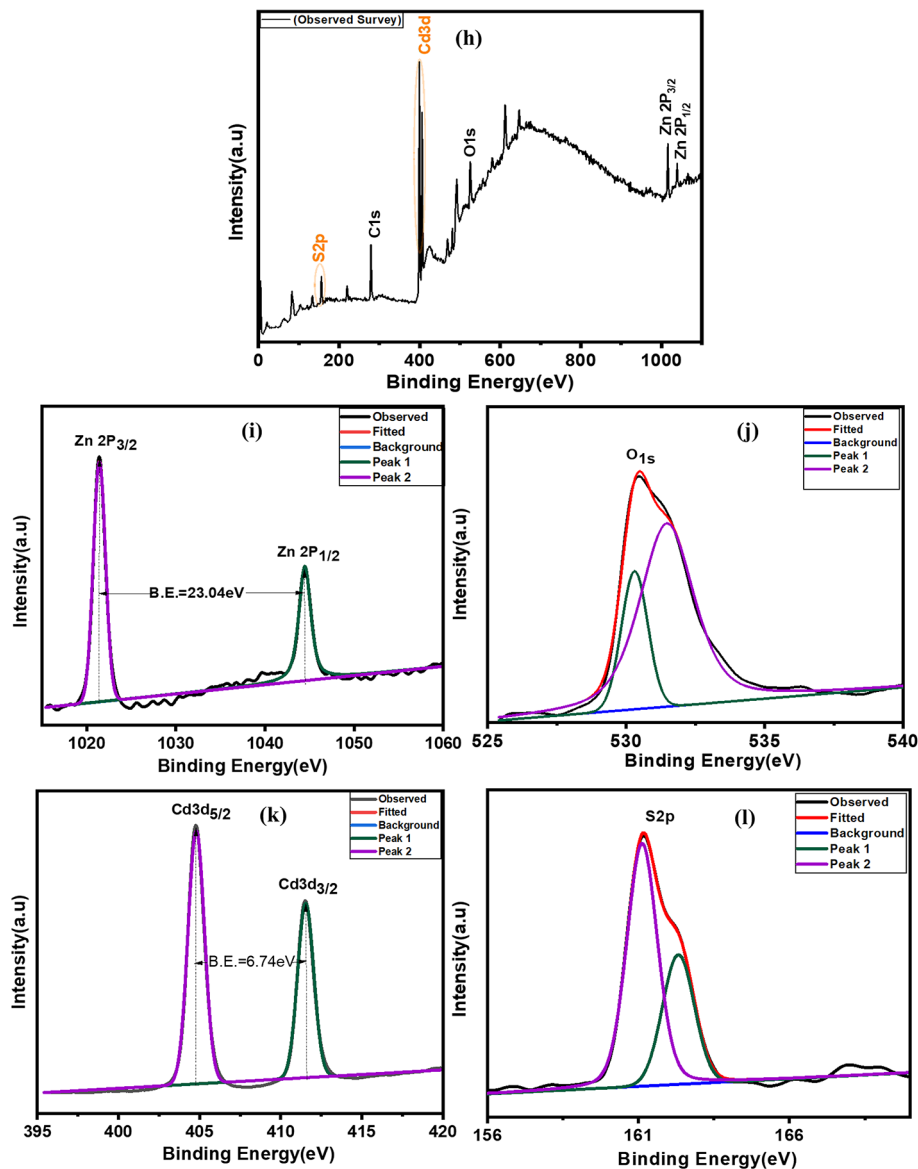 (Observed Survey)
(h)
Cd3d
S2p
C1s
O1s
Zn 2P3/2
Zn 2P1/2
Intensity(a.u)
0 200 400 600 800 1000
Binding Energy(eV)
(i)
Observed
Fitted
Background
Peak 1
Peak 2
Zn 2P3/2
Zn 2P1/2
B.E.=23.04eV
Intensity(a.u)
1020 1030 1040 1050 1060
Binding Energy(eV)
(j)
Observed
Fitted
Background
Peak 1
Peak 2
O1s
Intensity(a.u)
525 530 535 540
Binding Energy(eV)
(k)
Observed
Fitted
Background
Peak 1
Peak 2
Cd3d5/2
Cd3d3/2
B.E.=6.74eV
Intensity(a.u)
395 400 405 410 415 420
Binding Energy(eV)
(l)
Observed
Fitted
Background
Peak 1
Peak 2
S2p
Intensity(a.u)
156 161 166
Binding Energy(eV)